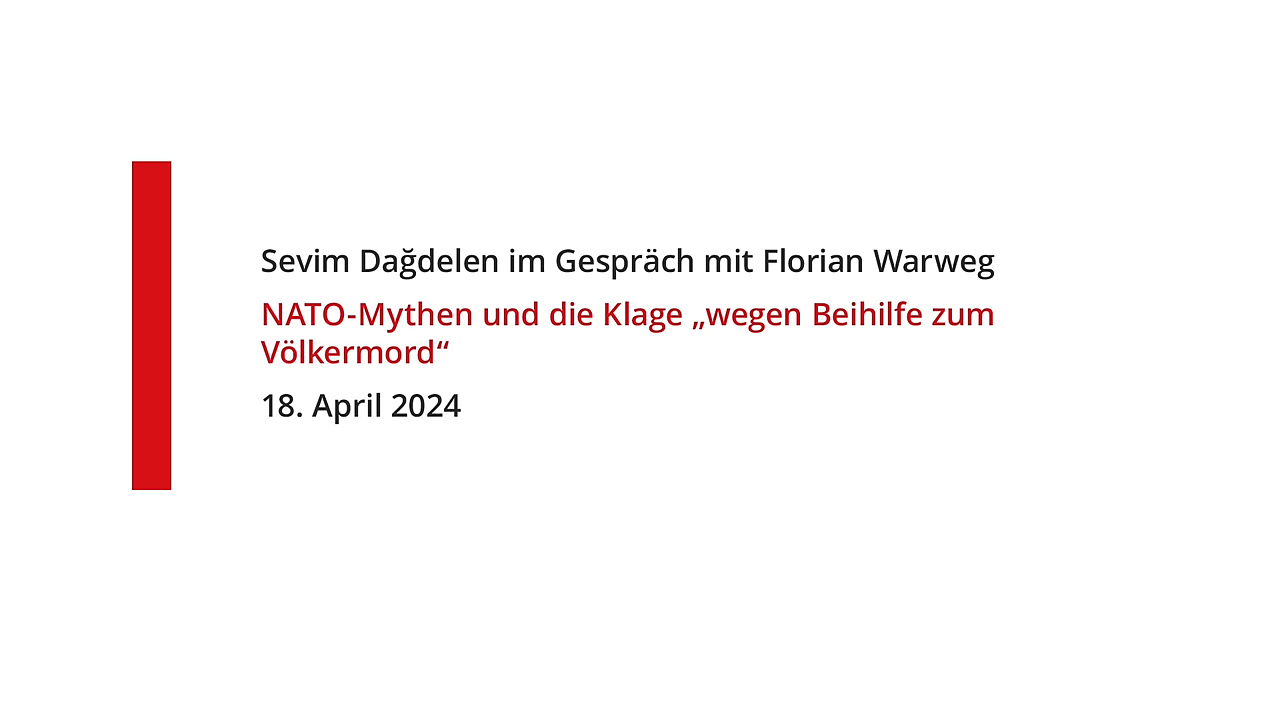 Sevim Dağdelen im Gespräch mit Florian Warweg
NATO-Mythen und die Klage „wegen Beihilfe zum
Völkermord“
18. April 2024